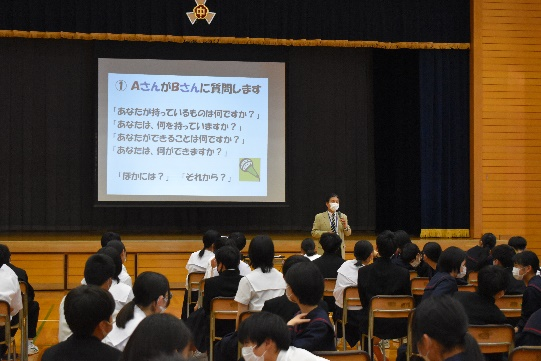 中
① AさんがBさんに質問します
「あなたが持っているものは何ですか？」
「あなたは、何を持っていますか？」
「あなたができることは何ですか？」
「あなたは、何ができますか？」
「ほかには？」 「それから？」